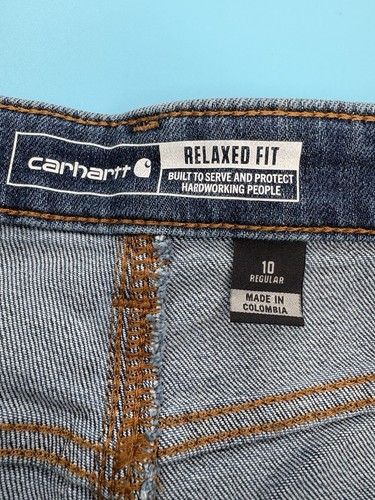 carhartt
RELAXED FIT
BUILT TO SERVE AND PROTECT
HARDWORKING PEOPLE
10
REGULAR
MADE IN
COLOMBIA